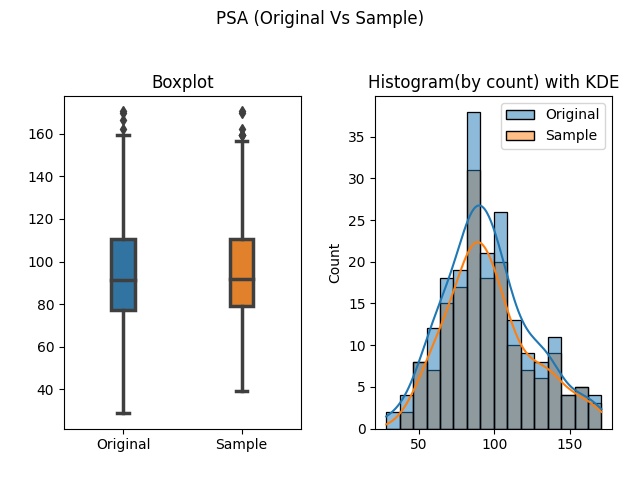 PSA (Original Vs Sample)
Boxplot
160
140
120
100
80
60
40
Original
Sample
Histogram(by count) with KDE
Original
Sample
Count
35
30
25
20
15
10
5
0
50
100
150